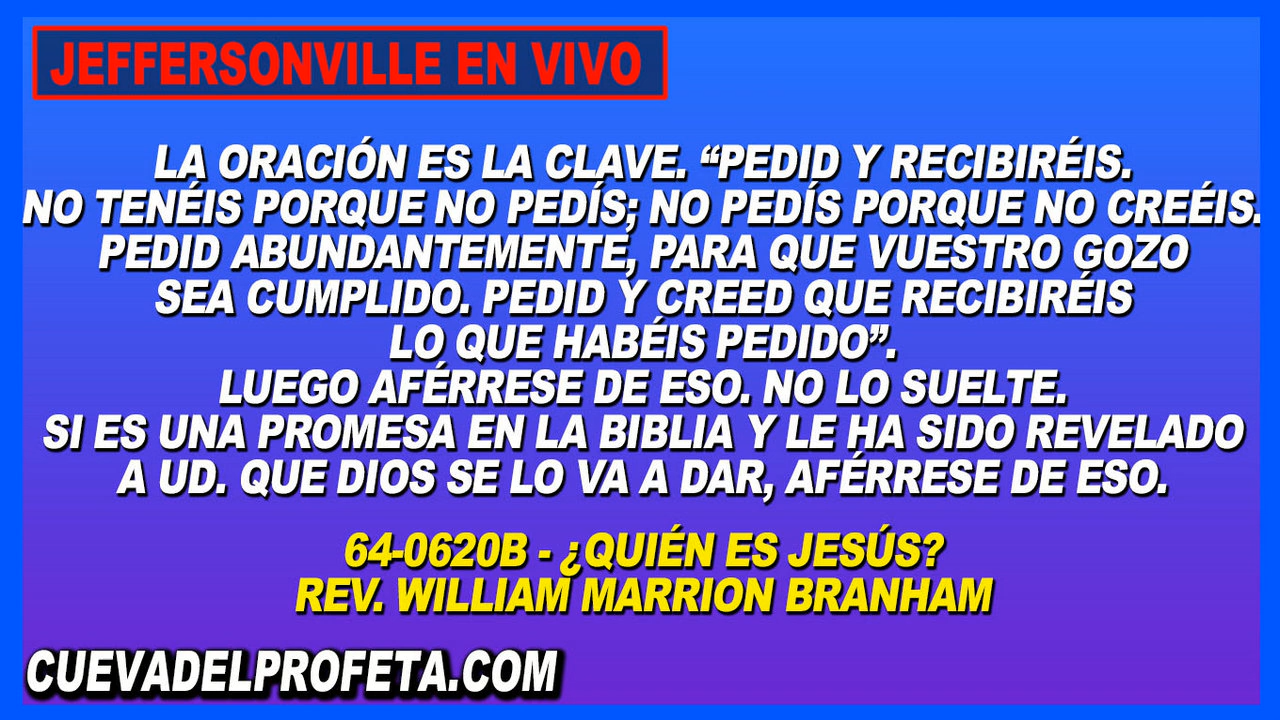 JEFFERSONVILLE EN VIVO
LA ORACIÓN ES LA CLAVE. “PEDID Y RECIBIRÉIS.
NO TENÉIS PORQUE NO PEDÍS; NO PEDÍS PORQUE NO CREÉIS.
PEDID ABUNDANTEMENTE, PARA QUE VUESTRO GOZO
SEA CUMPLIDO. PEDID Y CREED QUE RECIBIRÉIS
LO QUE HABÉIS PEDIDO”.
LUEGO AFÉRRESE DE ESO. NO LO SUELTE.
SI ES UNA PROMESA EN LA BIBLIA Y LE HA SIDO REVELADO
A UD. QUE DIOS SE LO VA A DAR, AFÉRRESE DE ESO.
64-0620B - ¿QUIÉN ES JESÚS?
REV. WILLIAM MARRION BRANHAM
CUEVADELPROFETA.COM